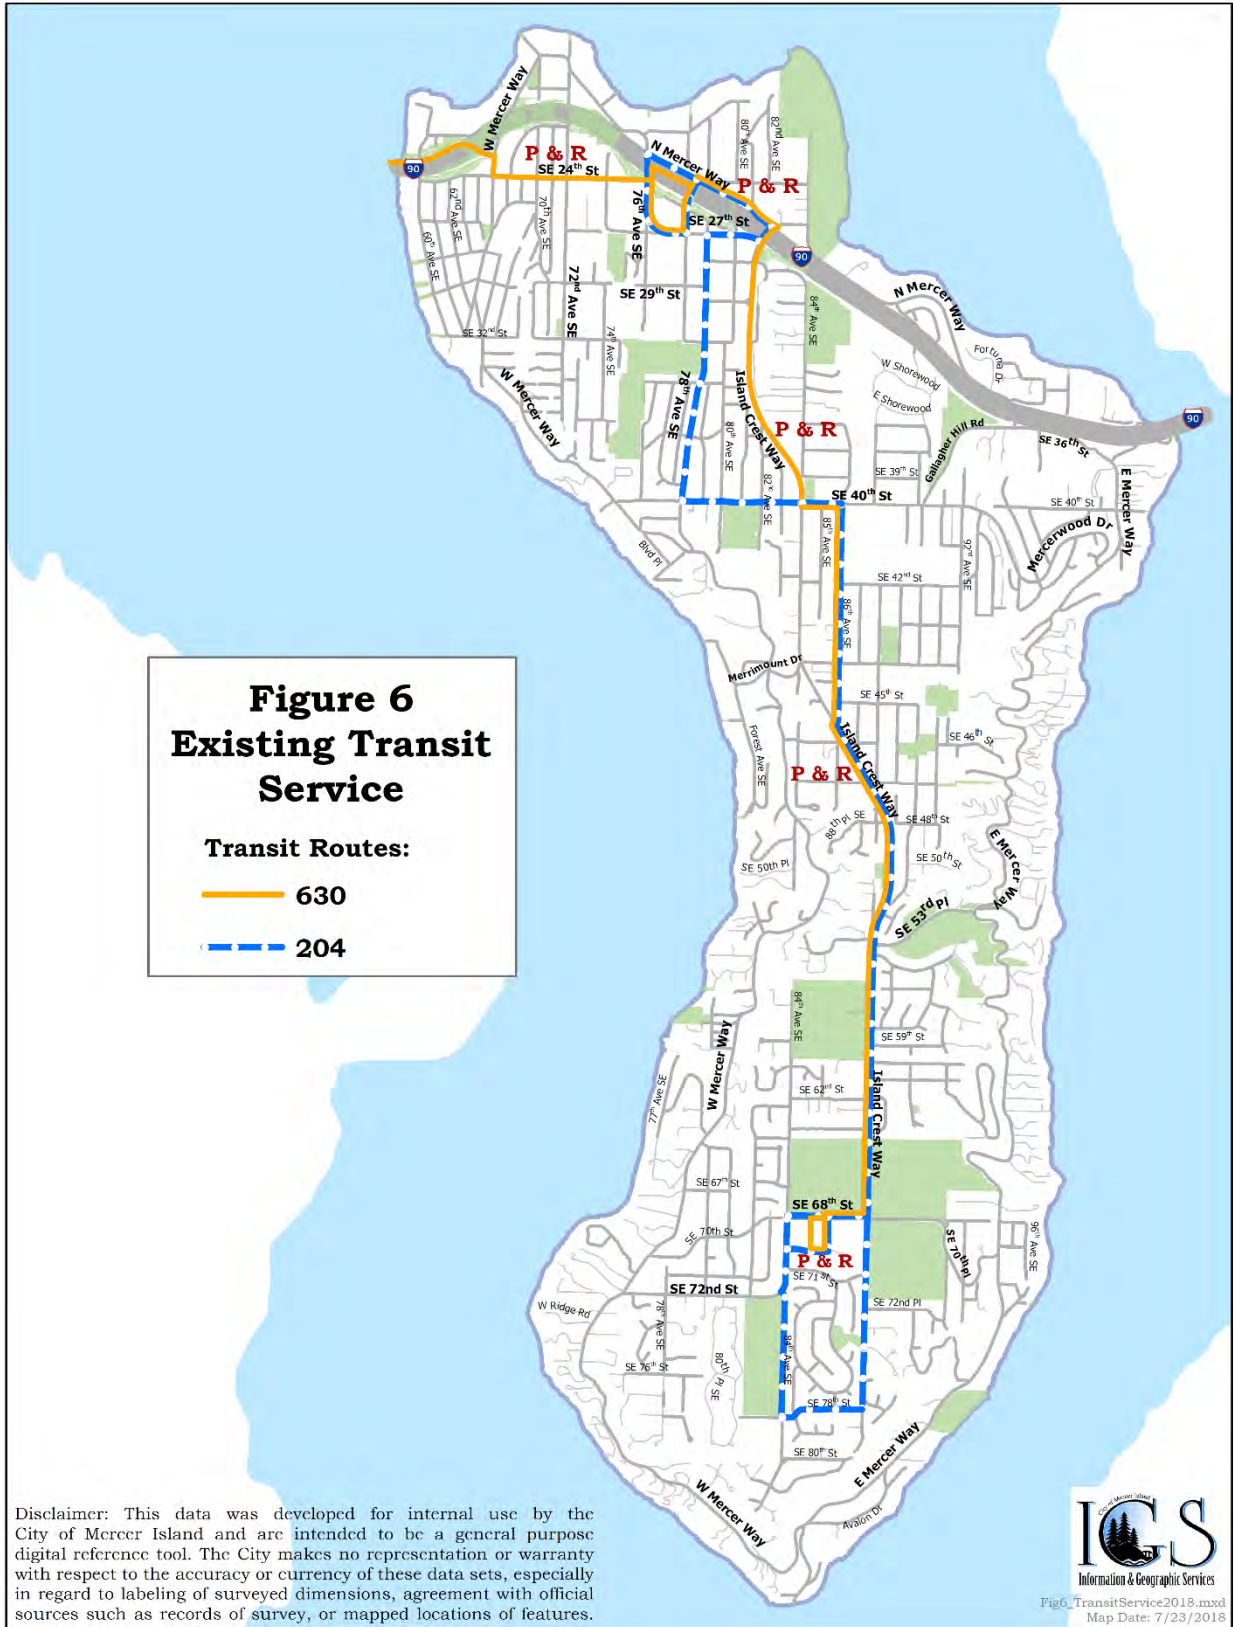 W Mercer Way
P & R
SE 24th St
90
N Mercer Way
80th Ave SE
82nd Ave SE
P & R
62nd Ave SE
60th Ave SE
70th Ave SE
76th Ave SE
SE 27th St
90
72nd Ave SE
SE 29th St
N Mercer Way
84th Ave SE
SE 32nd St
74th Ave SE
Fortuna Dr
W Shorewood
E Shorewood
W Mercer Way
78th Ave SE
Island Crest Way
80th Ave SE
P & R
90
Gallagher Hill Rd
SE 36th St
SE 39th St
82nd Ave SE
SE 40th St
SE 40th St
E Mercer Way
Mercerwood Dr
85th Ave SE
92nd Ave SE
Blvd Pl
SE 42nd St
86th Ave SE
Merrimount Dr
SE 45th St
Figure 6
Existing Transit
Service
Transit Routes:
630
204
Forest Ave SE
Island Crest Way
SE 46th St
P & R
88th Pl SE
SE 48th St
E Mercer Way
SE 50th Pl
SE 50th St
SE 53rd Pl
84th Ave SE
W Mercer Way
SE 59th St
77th Ave SE
SE 62nd St
Island Crest Way
SE 67th St
SE 68th St
SE 70th St
SE 70th Pl
96th Ave SE
P & R
SE 71st St
SE 72nd St
SE 72nd Pl
W Ridge Rd
78th Ave SE
84th Ave SE
SE 76th St
80th Pl SE
SE 78th St
SE 80th St
E Mercer Way
W Mercer Way
Avalon Dr
Disclaimer: This data was developed for internal use by the
City of Mercer Island and are intended to be a general purpose
digital reference tool. The City makes no representation or warranty
with respect to the accuracy or currency of these data sets, especially
in regard to labeling of surveyed dimensions, agreement with official
sources such as records of survey, or mapped locations of features.
City of Mercer Island
IGS
Information & Geographic Services
Fig6_TransitService2018.mxd
Map Date: 7/23/2018